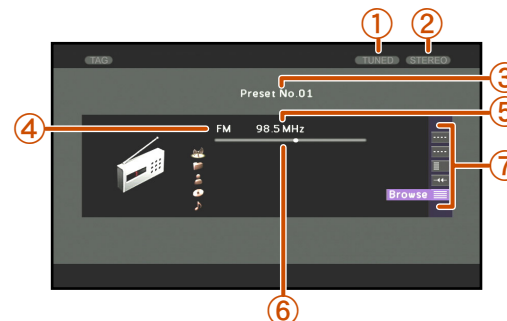 ① ②
TAG TUNED STEREO
③
Preset No.01
⑤
④ FM 98.5 MHz
⑦
Browse
⑥